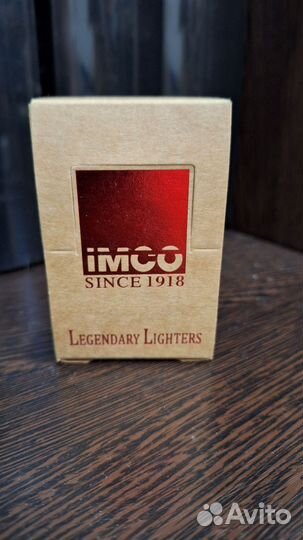 iMCO
SINCE 1918
LEGENDARY LIGHTERS
Avito